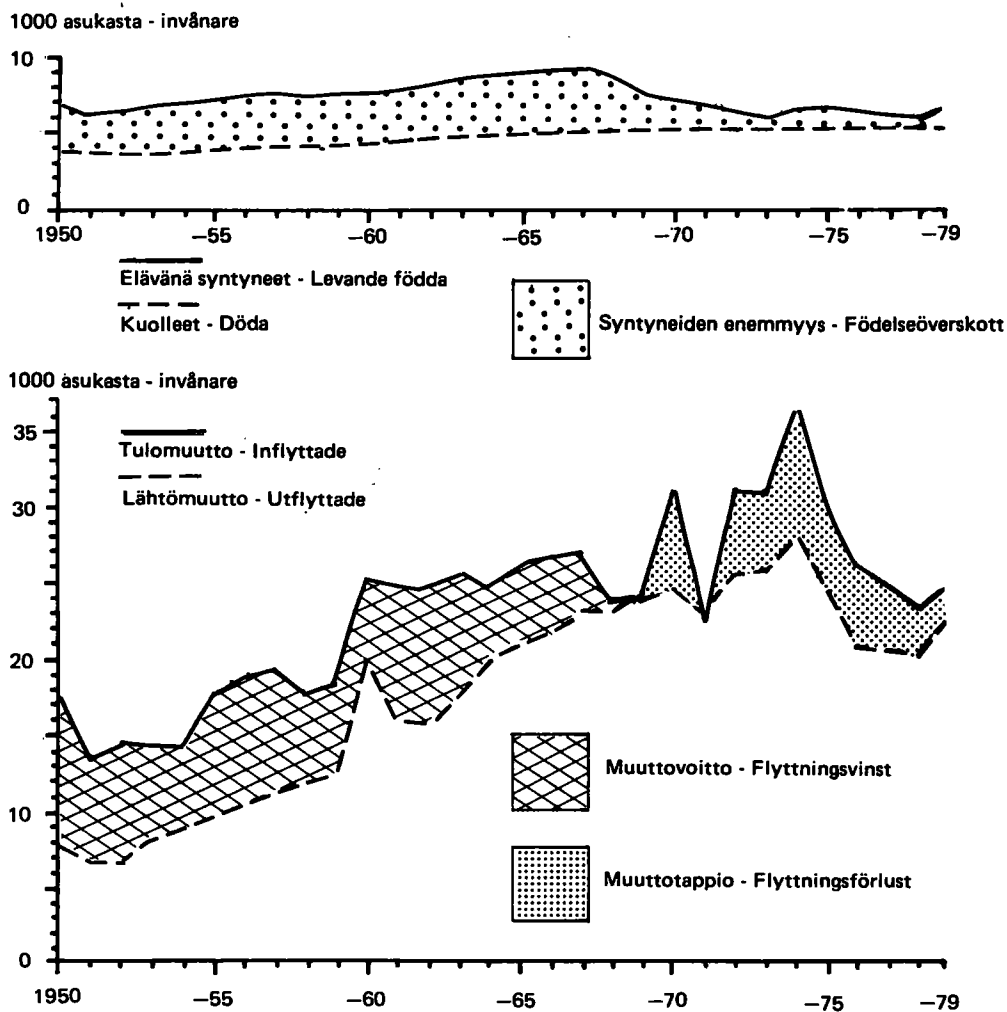 1000 asukasta - invånare
10
0
1950 –55 –60 –65 –70 –75 –79
Elävänä syntyneet - Levande födda
Kuolleet - Döda
Syntyneiden enemmyys - Födelseöverskott
1000 asukasta - invånare
35
Tulomuutto - Inflyttade
Lähtömuutto - Utflyttade
30
20
Muuttovoitto - Flyttningsvinst
10
Muuttotappio - Flyttningsförlust
0
1950 –55 –60 –65 –70 –75 –79